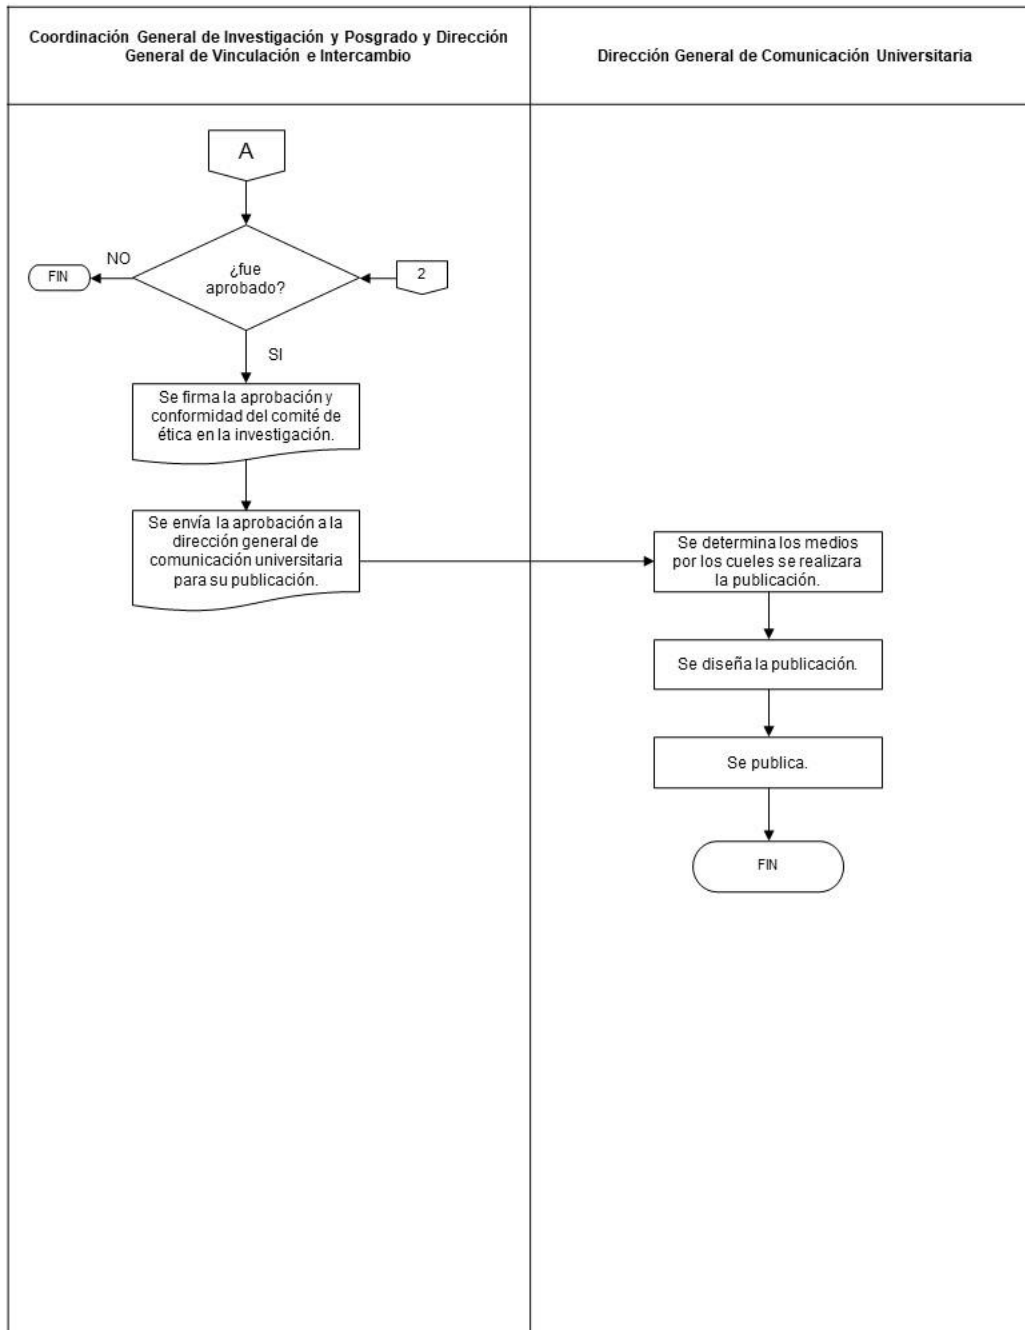 Coordinación General de Investigación y Posgrado y Dirección
General de Vinculación e Intercambio
Dirección General de Comunicación Universitaria
A
NO
FIN
¿fue
aprobado?
2
SI
Se firma la aprobación y
conformidad del comité de
ética en la investigación.
Se envía la aprobación a la
dirección general de
comunicación universitaria
para su publicación.
Se determina los medios
por los cueles se realizara
la publicación.
Se diseña la publicación.
Se publica.
FIN